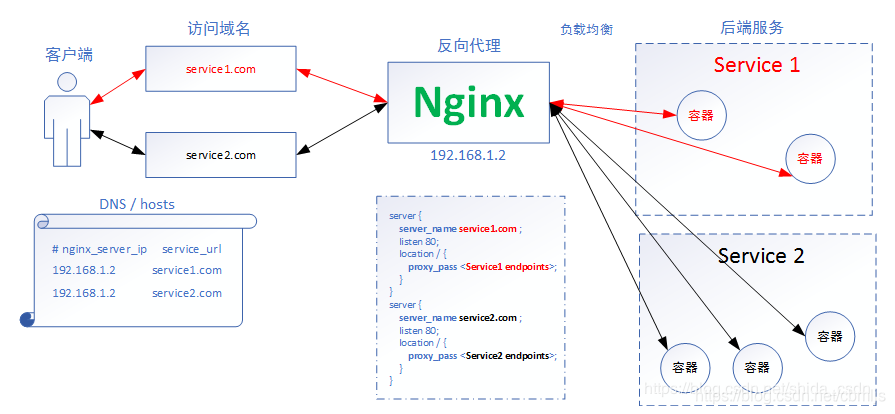 访问域名
反向代理
负载均衡
后端服务
客户端
service1.com
service2.com
Nginx
192.168.1.2
Service 1
容器
容器
DNS / hosts
# nginx_server_ip service_url
192.168.1.2 service1.com
192.168.1.2 service2.com
server {
server_name service1.com ;
listen 80;
location / {
proxy_pass <Service1 endpoints>;
}
}
server {
server_name service2.com ;
listen 80;
location / {
proxy_pass <Service2 endpoints>;
}
}
Service 2
容器
容器
容器
https://blog.csdn.net/shida_csdn